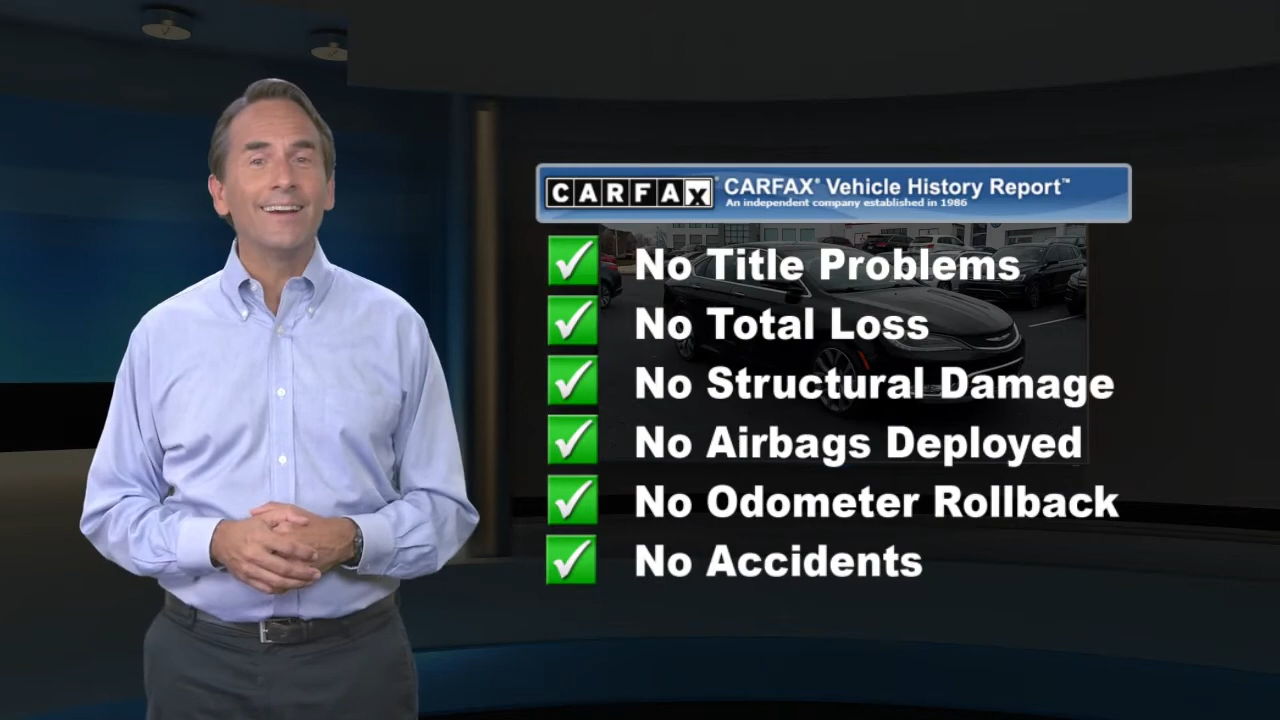 CARFAX® CARFAX® Vehicle History Report™
An independent company established in 1986
No Title Problems
No Total Loss
No Structural Damage
No Airbags Deployed
No Odometer Rollback
No Accidents